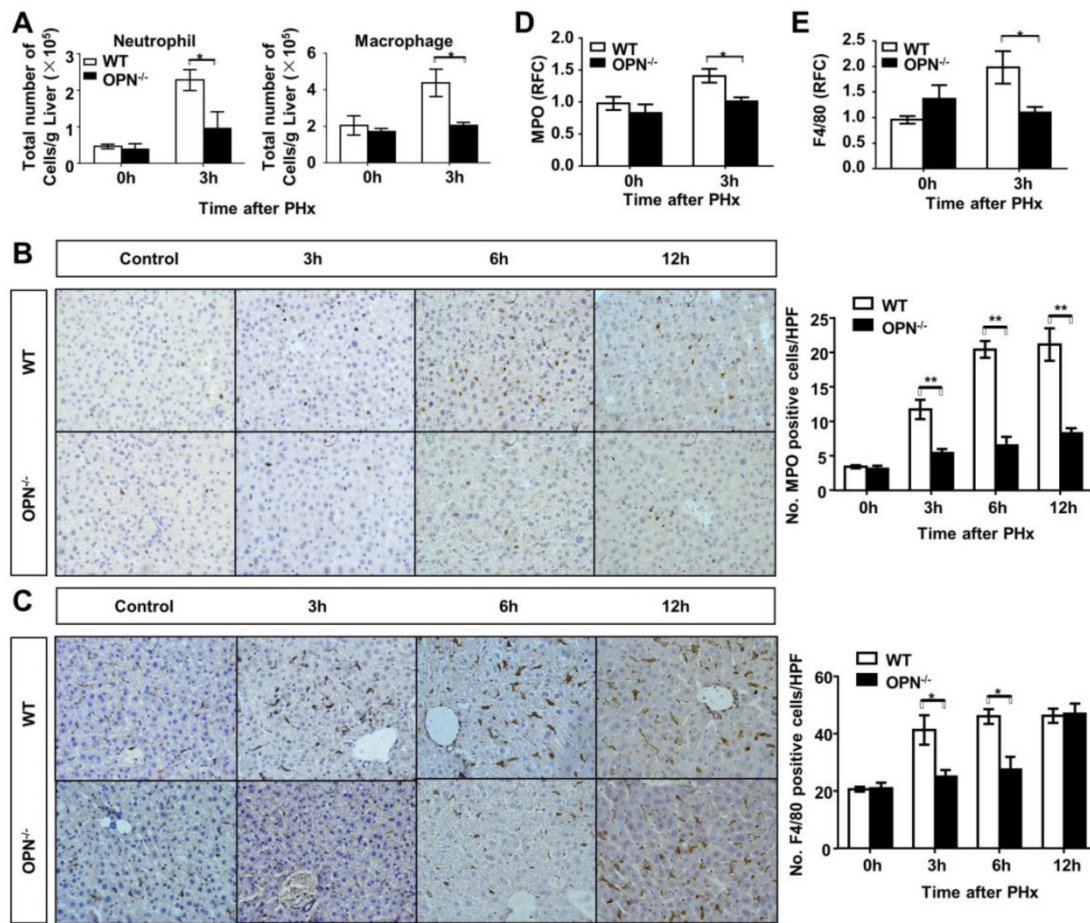 A
Neutrophil
Total number of
Cells/g Liver (×10⁵)
3
2
1
0
WT
OPN⁻/⁻
*
0h
3h
Macrophage
Total number of
Cells/g Liver (×10⁵)
6
4
2
0
*
0h
3h
Time after PHx
D
MPO (RFC)
2.0
1.5
1.0
0.5
0.0
WT
OPN⁻/⁻
*
0h
3h
Time after PHx
E
F4/80 (RFC)
2.5
2.0
1.5
1.0
0.5
0.0
WT
OPN⁻/⁻
*
0h
3h
Time after PHx
B
Control 3h 6h 12h
WT
OPN⁻/⁻
No. MPO positive cells/HPF
25
20
15
10
5
0
WT
OPN⁻/⁻
**
**
**
0h 3h 6h 12h
Time after PHx
C
Control 3h 6h 12h
WT
OPN⁻/⁻
No. F4/80 positive cells/HPF
60
40
20
0
WT
OPN⁻/⁻
*
*
0h 3h 6h 12h
Time after PHx